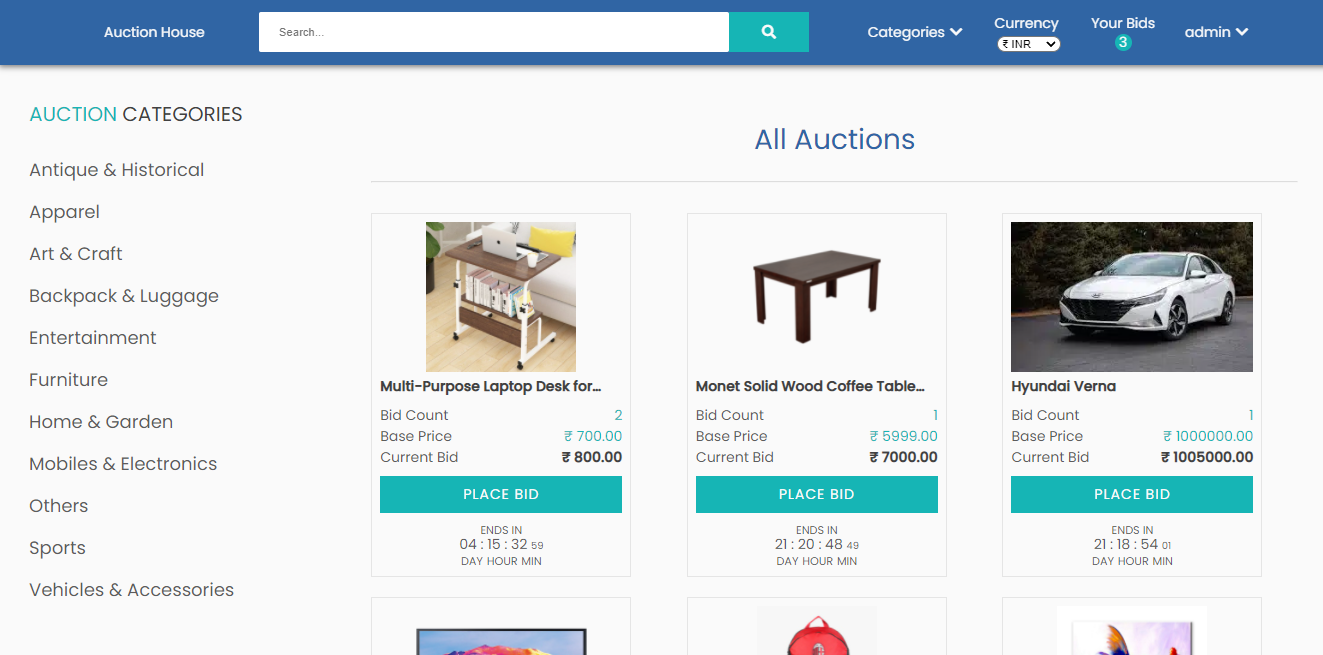 Auction House
Search...
Categories
Currency
₹ INR
Your Bids
3
admin
AUCTION CATEGORIES
Antique & Historical
Apparel
Art & Craft
Backpack & Luggage
Entertainment
Furniture
Home & Garden
Mobiles & Electronics
Others
Sports
Vehicles & Accessories
All Auctions
Multi-Purpose Laptop Desk for...
Bid Count 2
Base Price ₹ 700.00
Current Bid ₹ 800.00
PLACE BID
ENDS IN
04 : 15 : 32 59
DAY HOUR MIN
Monet Solid Wood Coffee Table...
Bid Count 1
Base Price ₹ 5999.00
Current Bid ₹ 7000.00
PLACE BID
ENDS IN
21 : 20 : 48 49
DAY HOUR MIN
Hyundai Verna
Bid Count 1
Base Price ₹ 1000000.00
Current Bid ₹ 1005000.00
PLACE BID
ENDS IN
21 : 18 : 54 01
DAY HOUR MIN